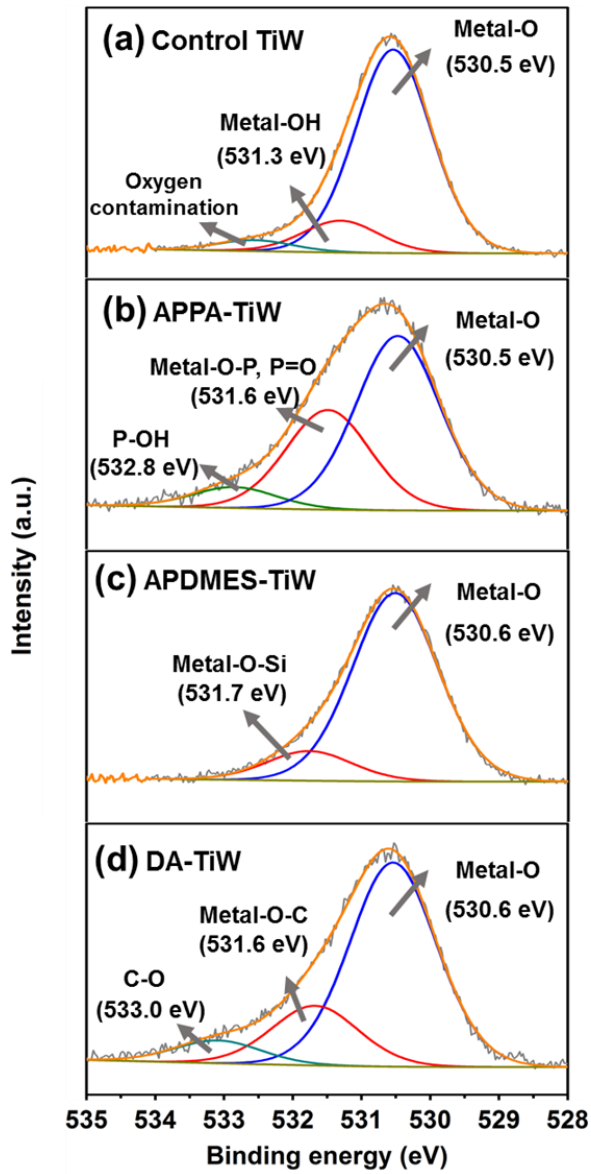 (a) Control TiW
Metal-O
(530.5 eV)
Metal-OH
(531.3 eV)
Oxygen
contamination
(b) APPA-TiW
Metal-O
(530.5 eV)
Metal-O-P, P=O
(531.6 eV)
P-OH
(532.8 eV)
(c) APDMES-TiW
Metal-O
(530.6 eV)
Metal-O-Si
(531.7 eV)
(d) DA-TiW
Metal-O
(530.6 eV)
Metal-O-C
(531.6 eV)
C-O
(533.0 eV)
Intensity (a.u.)
535 534 533 532 531 530 529 528
Binding energy (eV)